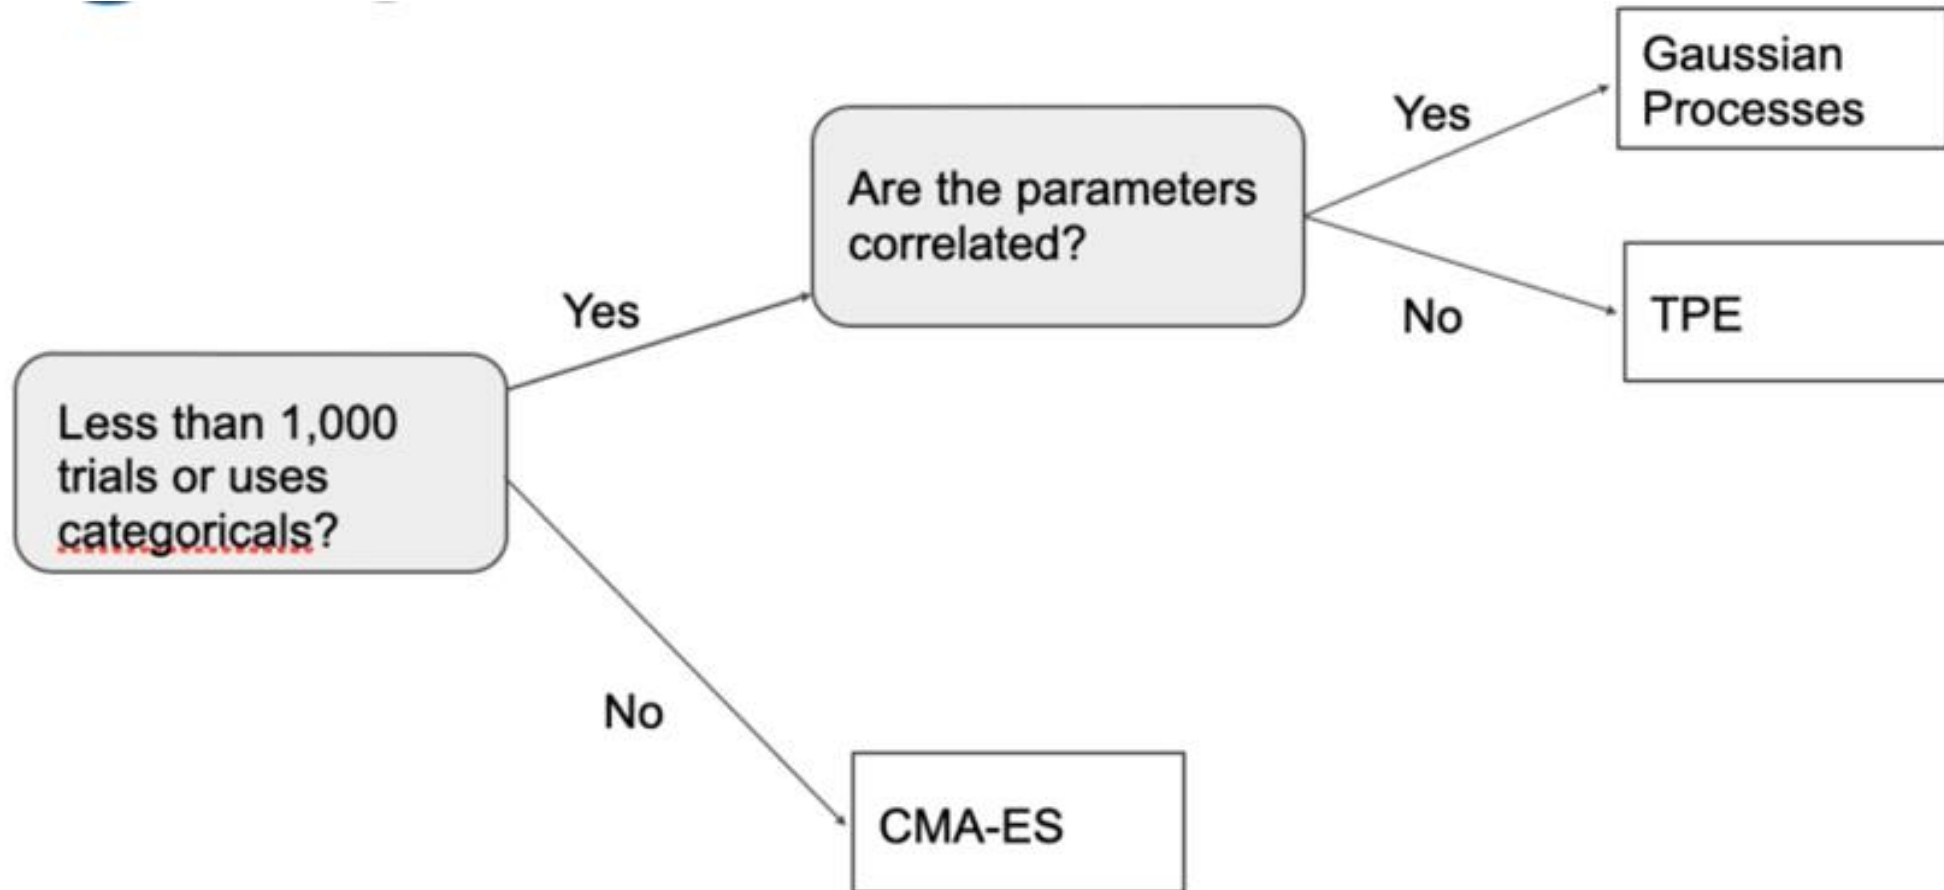 Gaussian
Processes
Yes
Are the parameters
correlated?
Yes
No
TPE
Less than 1,000
trials or uses
categoricals?
No
CMA-ES